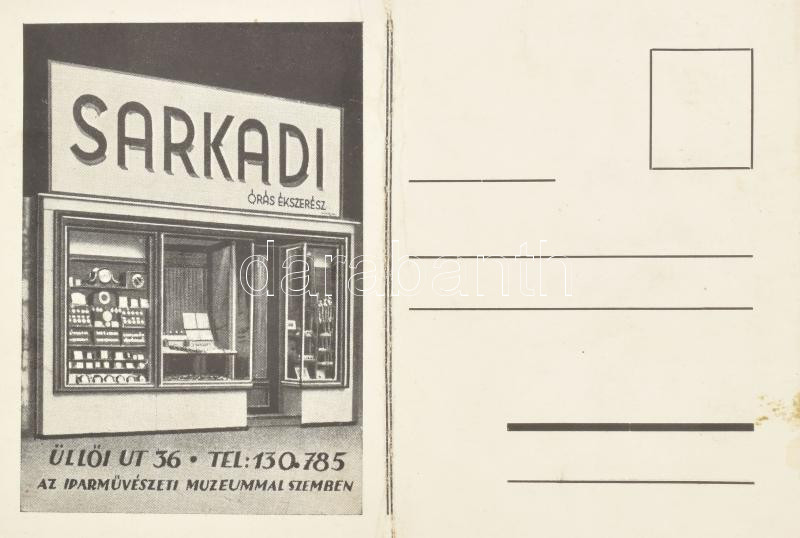 SARKADI
ÓRÁS ÉKSZERÉSZ
darabanth
ÜLLŐI UT 36 • TEL: 130.785
AZ IPARMŰVÉSZETI MUZEUMMAL SZEMBEN